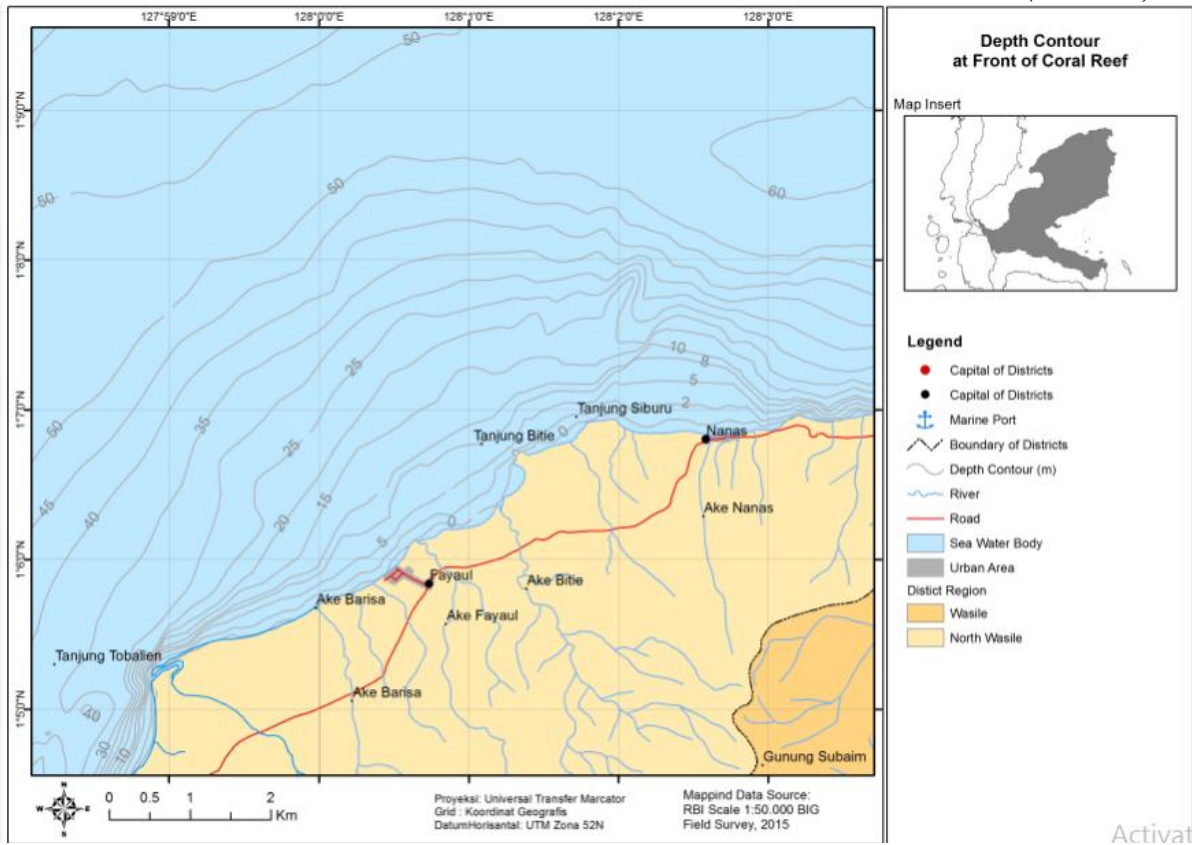 127°59'0"E
128°0'0"E
128°1'0"E
128°2'0"E
128°3'0"E
1°9'0"N
1°8'0"N
1°7'0"N
1°6'0"N
1°5'0"N
50
50
50
60
50
45
40
35
25
25
20
15
10
8
5
2
0
0
5
40
30
10
Tanjung Siburu
Tanjung Bitie
Nanas
Ake Nanas
Fayaul
Ake Bitie
Ake Barisa
Ake Fayaul
Tanjung Toballen
Ake Barisa
Gunung Subaim
N
W
E
S
0 0.5 1 2
Km
Proyeksi: Universal Transfer Marcator
Grid : Koordinat Geografis
DatumHorisantal: UTM Zona 52N
Mappind Data Source:
RBI Scale 1:50.000 BIG
Field Survey, 2015
Depth Contour
at Front of Coral Reef
Map Insert
Legend
Capital of Districts
Capital of Districts
Marine Port
Boundary of Districts
Depth Contour (m)
River
Road
Sea Water Body
Urban Area
Distict Region
Wasile
North Wasile
Activat